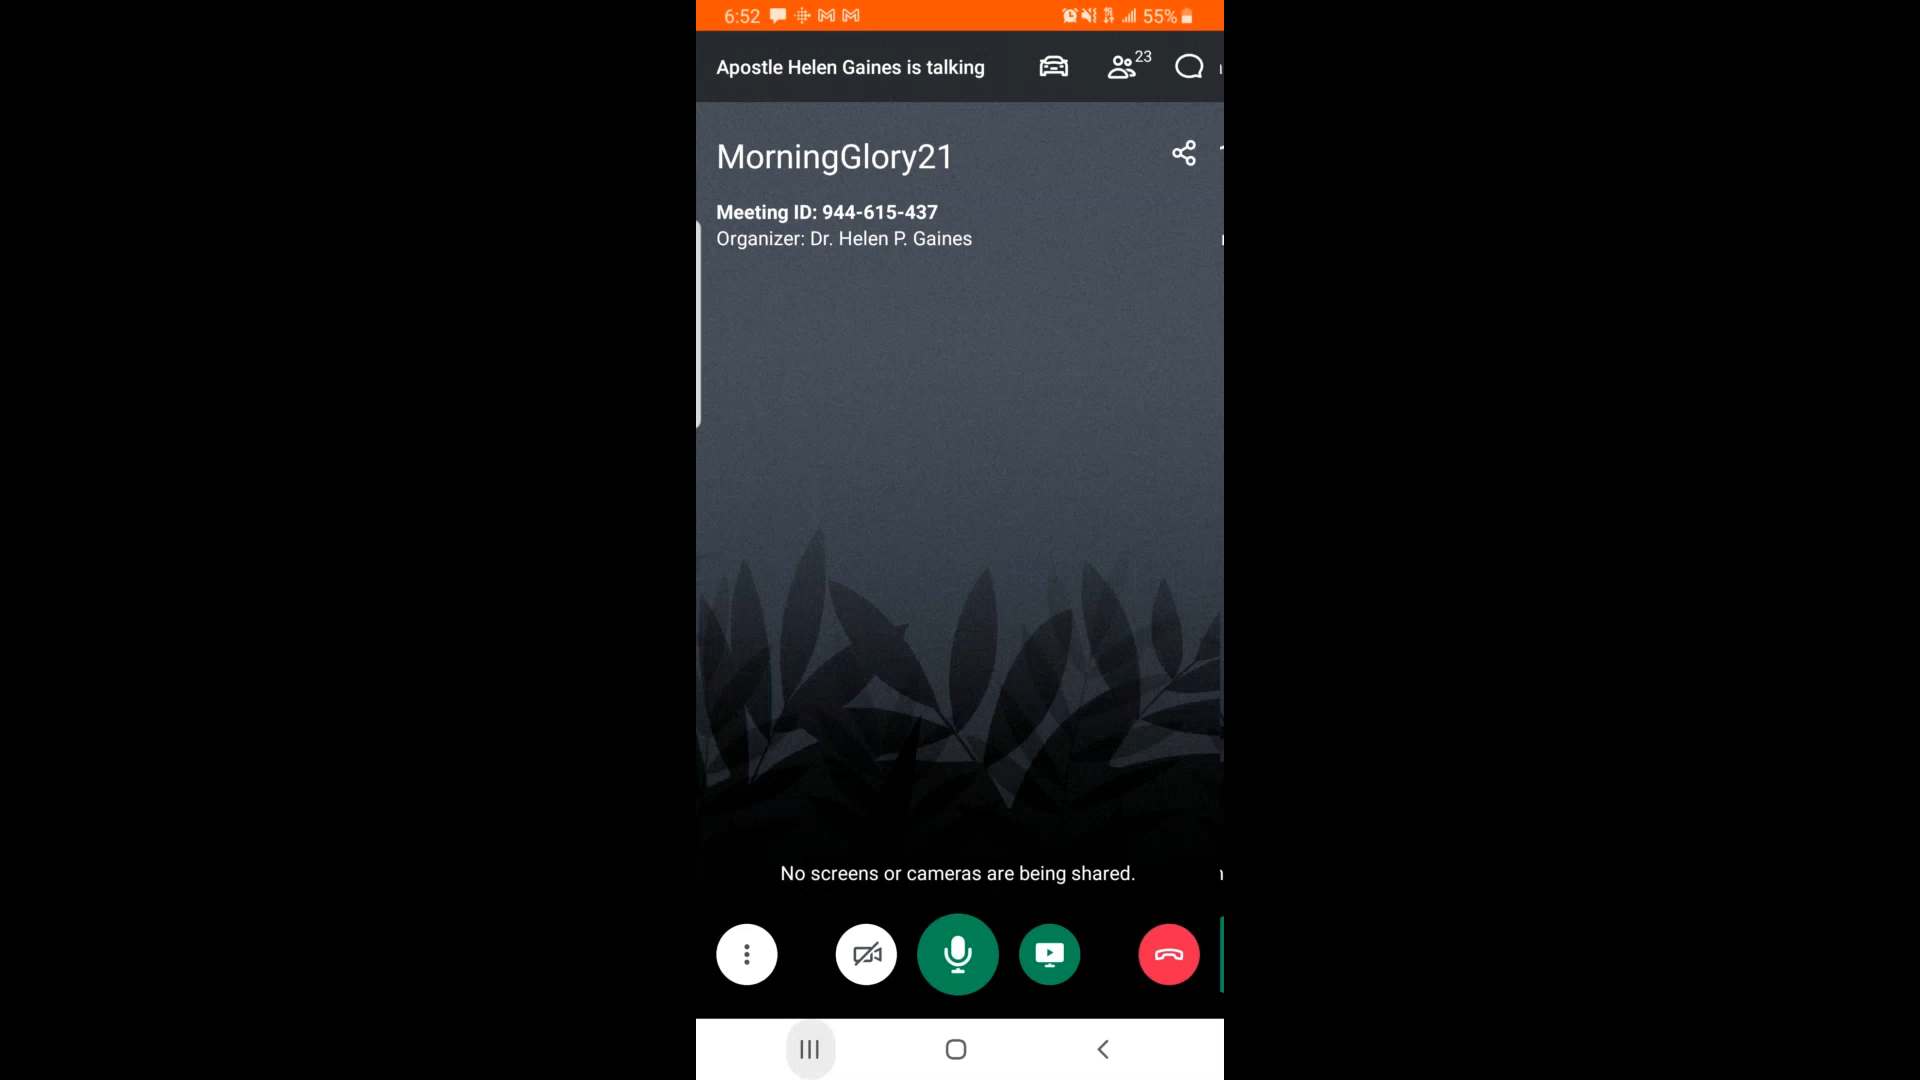 6:52
55%
Apostle Helen Gaines is talking
23
MorningGlory21
Meeting ID: 944-615-437
Organizer: Dr. Helen P. Gaines
No screens or cameras are being shared.